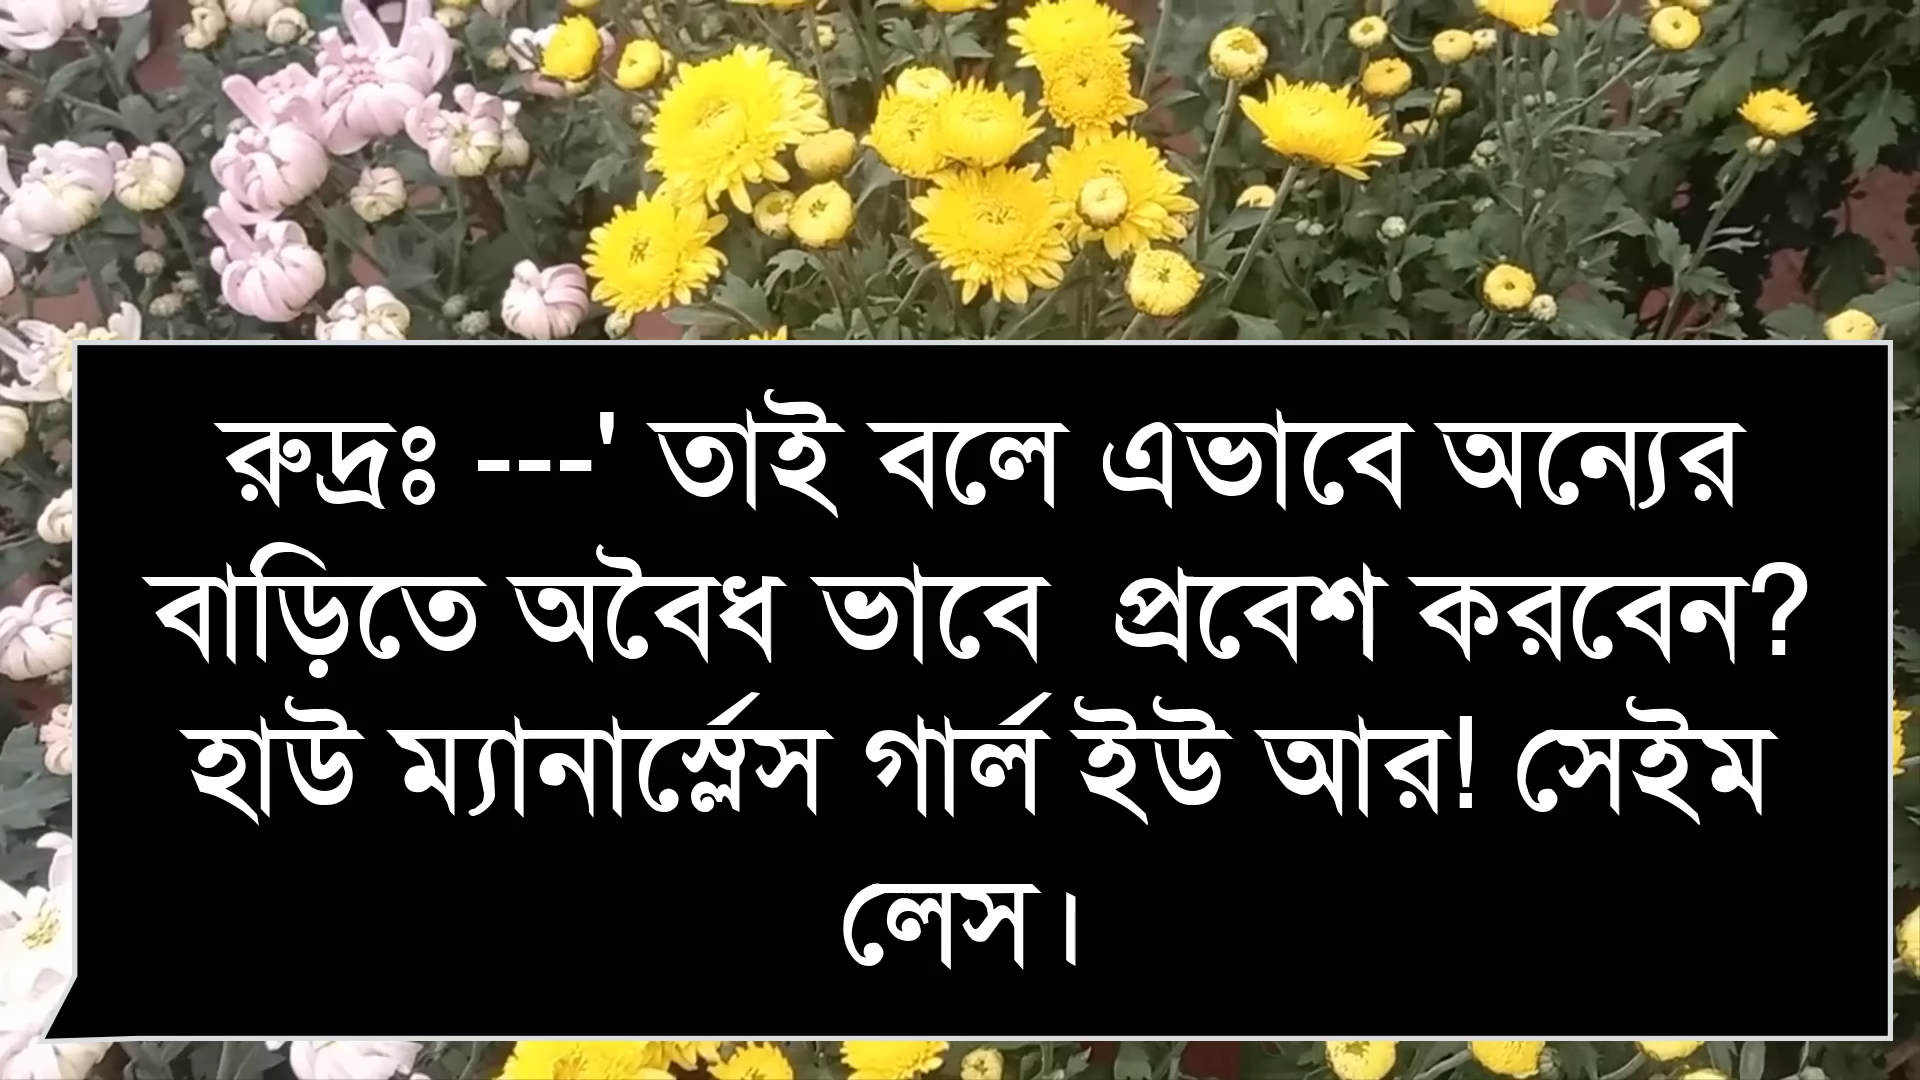 রুদ্রঃ ---' তাই বলে এভাবে অন্যের
বাড়িতে অবৈধ ভাবে  প্রবেশ করবেন?
হাউ ম্যানার্স্লেস গার্ল ইউ আর! সেইম
লেস।